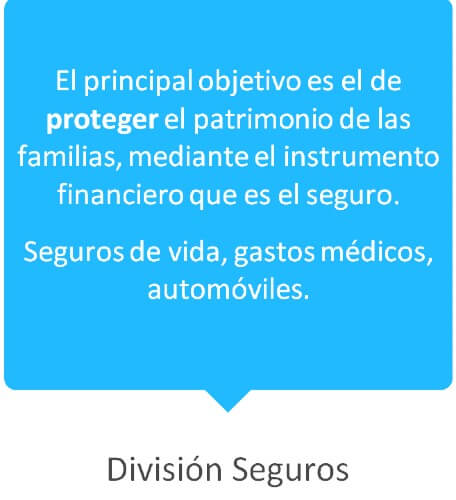 El principal objetivo es el de
proteger el patrimonio de las
familias, mediante el instrumento
financiero que es el seguro.
Seguros de vida, gastos médicos,
automóviles.
División Seguros